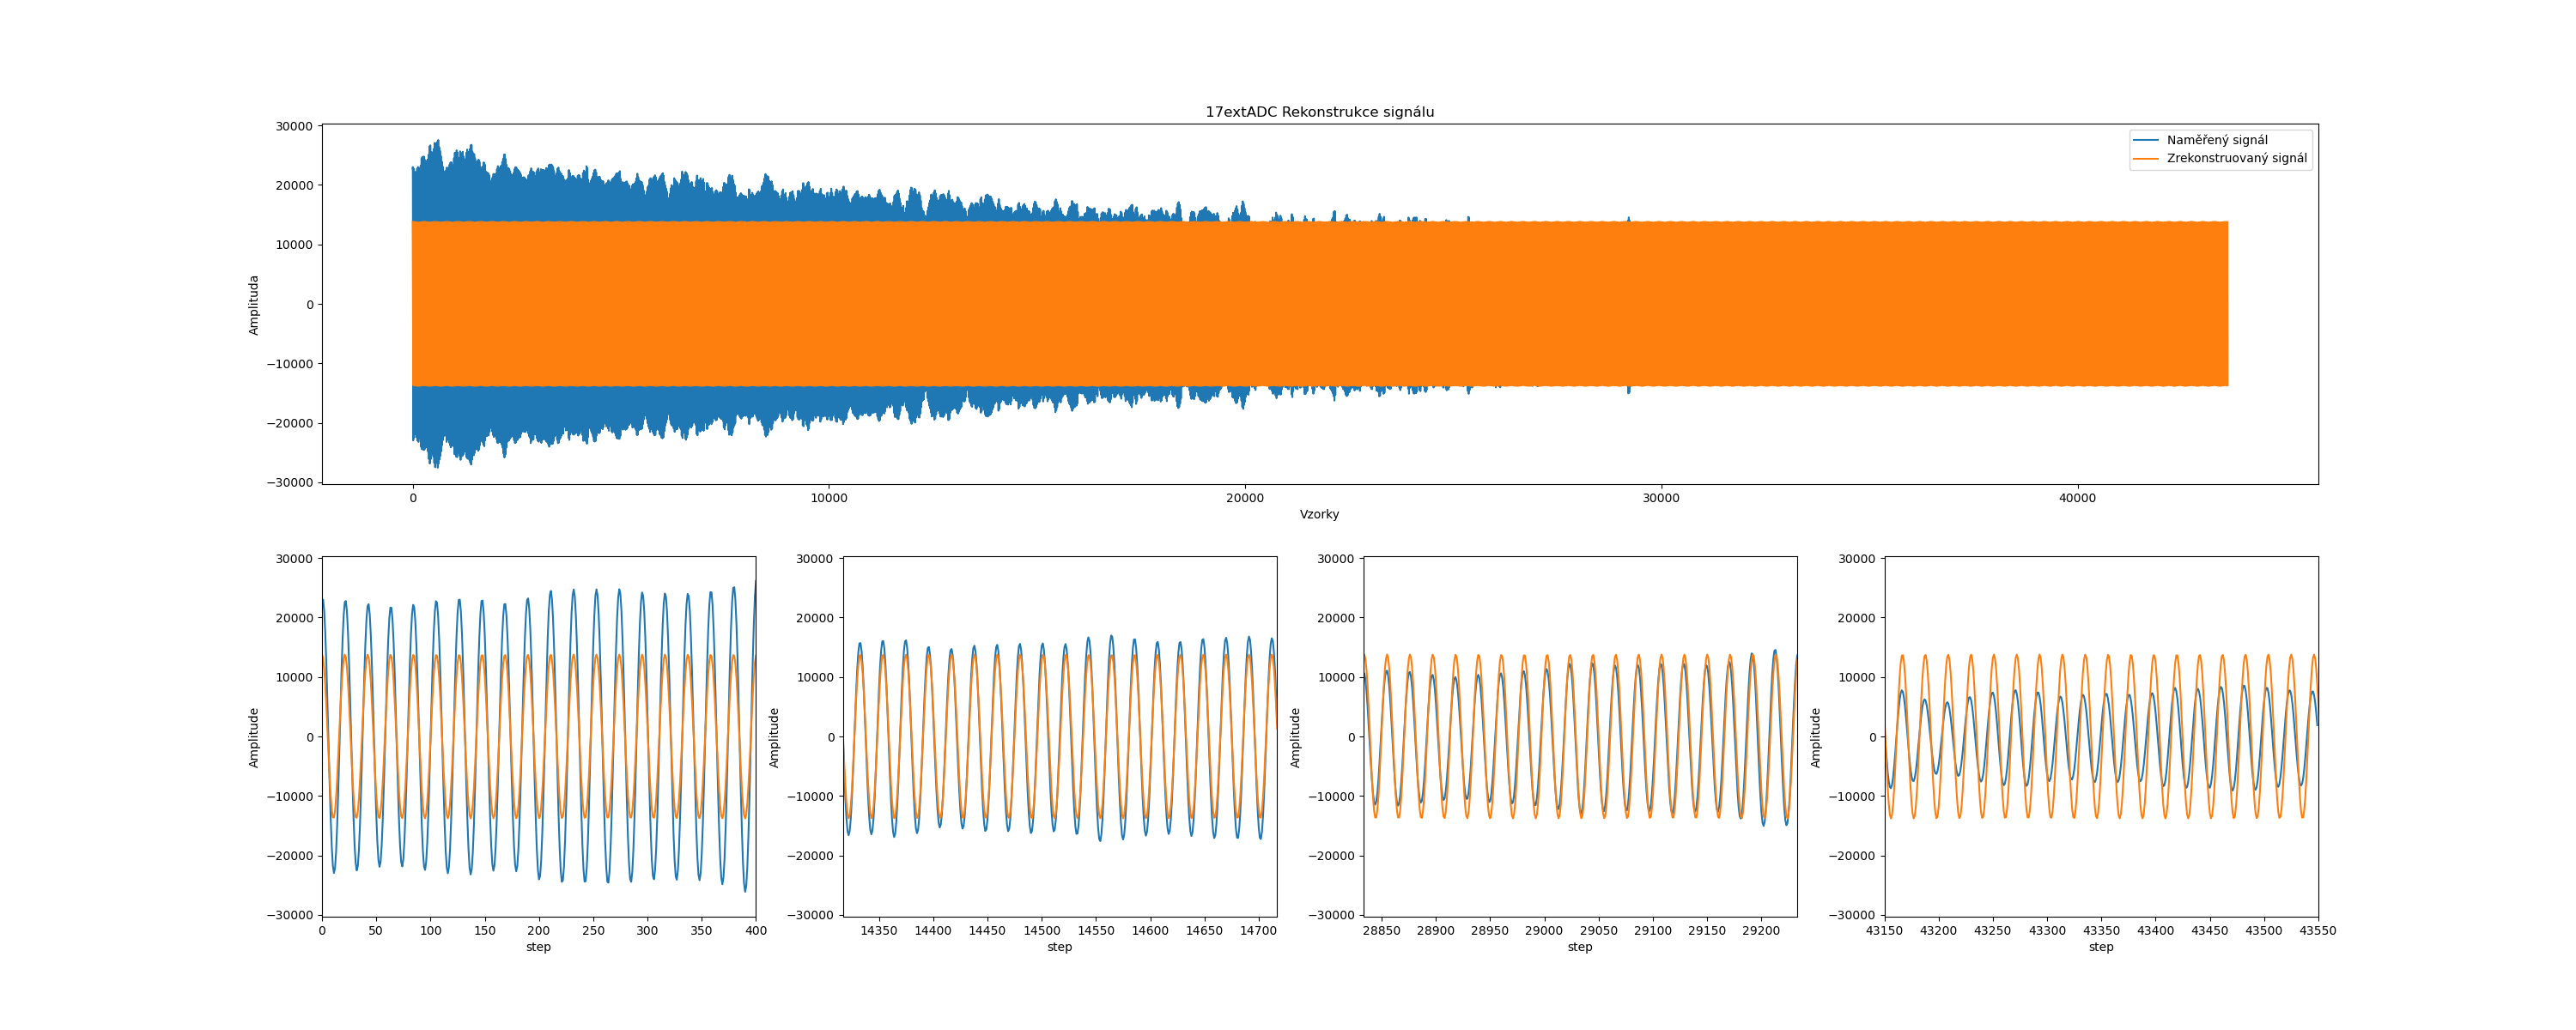 17extADC Rekonstrukce signálu
30000
20000
10000
0
−10000
−20000
−30000
Amplituda
Naměřený signál
Zrekonstruovaný signál
0 10000 20000 30000 40000
Vzorky
30000
20000
10000
0
−10000
−20000
−30000
Amplitude
0 50 100 150 200 250 300 350 400
step
30000
20000
10000
0
−10000
−20000
−30000
Amplitude
14350 14400 14450 14500 14550 14600 14650 14700
step
30000
20000
10000
0
−10000
−20000
−30000
Amplitude
28850 28900 28950 29000 29050 29100 29150 29200
step
30000
20000
10000
0
−10000
−20000
−30000
Amplitude
43150 43200 43250 43300 43350 43400 43450 43500 43550
step